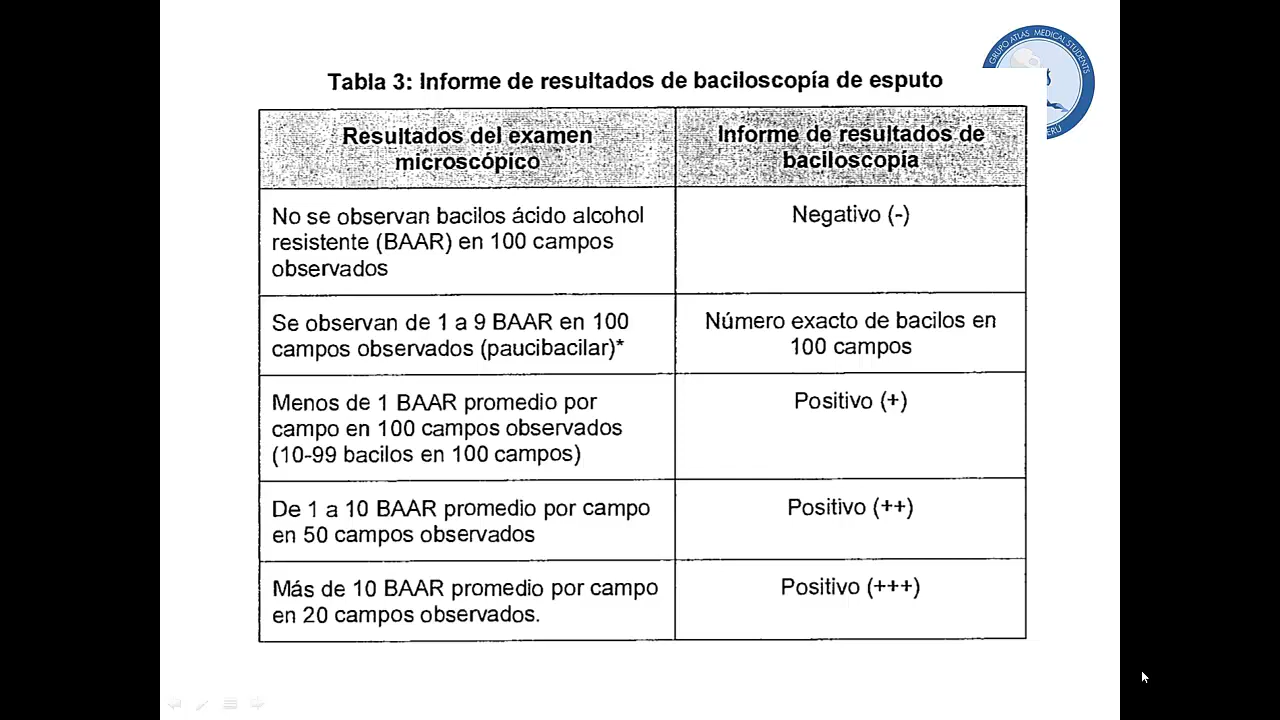 GRUPO ATLAS MEDICAL STUDENTS
Tabla 3: Informe de resultados de baciloscopía de esputo
Resultados del examen
microscópico
Informe de resultados de
baciloscopía
No se observan bacilos ácido alcohol
resistente (BAAR) en 100 campos
observados
Negativo (-)
Se observan de 1 a 9 BAAR en 100
campos observados (paucibacilar)*
Número exacto de bacilos en
100 campos
Menos de 1 BAAR promedio por
campo en 100 campos observados
(10-99 bacilos en 100 campos)
Positivo (+)
De 1 a 10 BAAR promedio por campo
en 50 campos observados
Positivo (++)
Más de 10 BAAR promedio por campo
en 20 campos observados.
Positivo (+++)